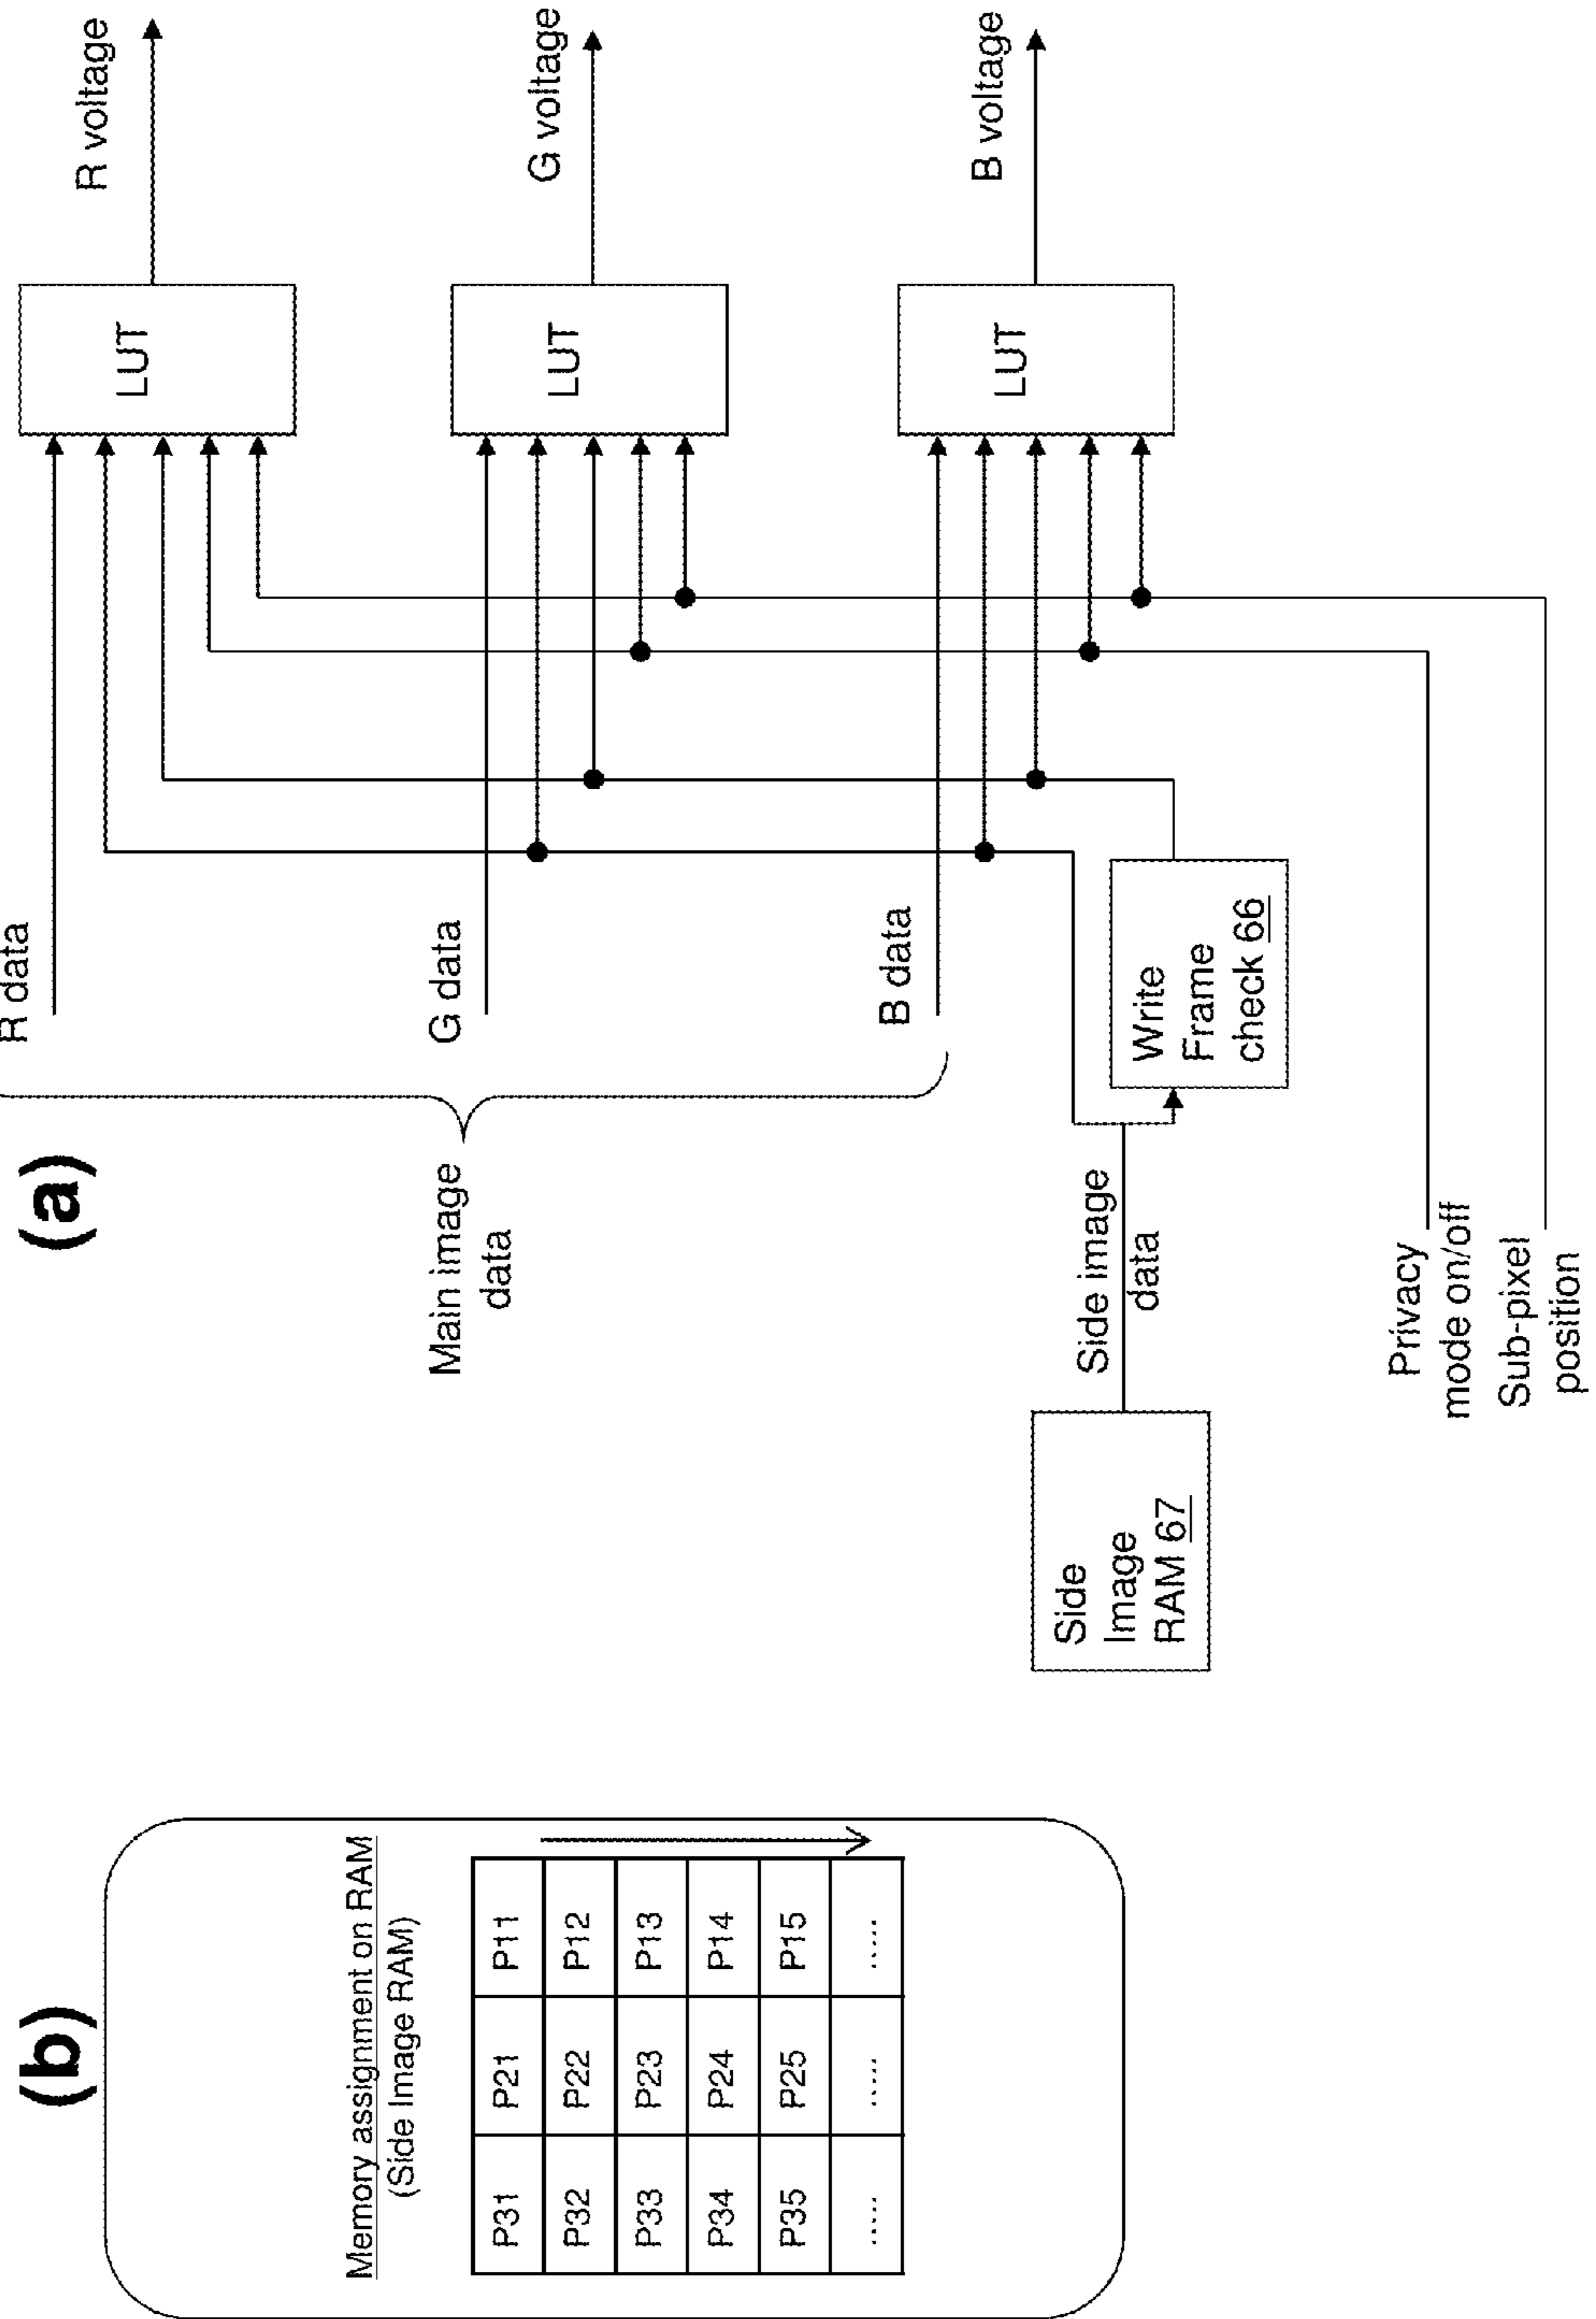 (a)
R data
G data
B data
Main image
data
LUT
LUT
LUT
R voltage
G voltage
B voltage
Side
Image
RAM 67
Side image
data
Write
Frame
check 66
Privacy
mode on/off
Sub-pixel
position
(b)
Memory assignment on RAM
(Side Image RAM)
P31 P21 P11
P32 P22 P12
P33 P23 P13
P34 P24 P14
P35 P25 P15
..... ..... .....